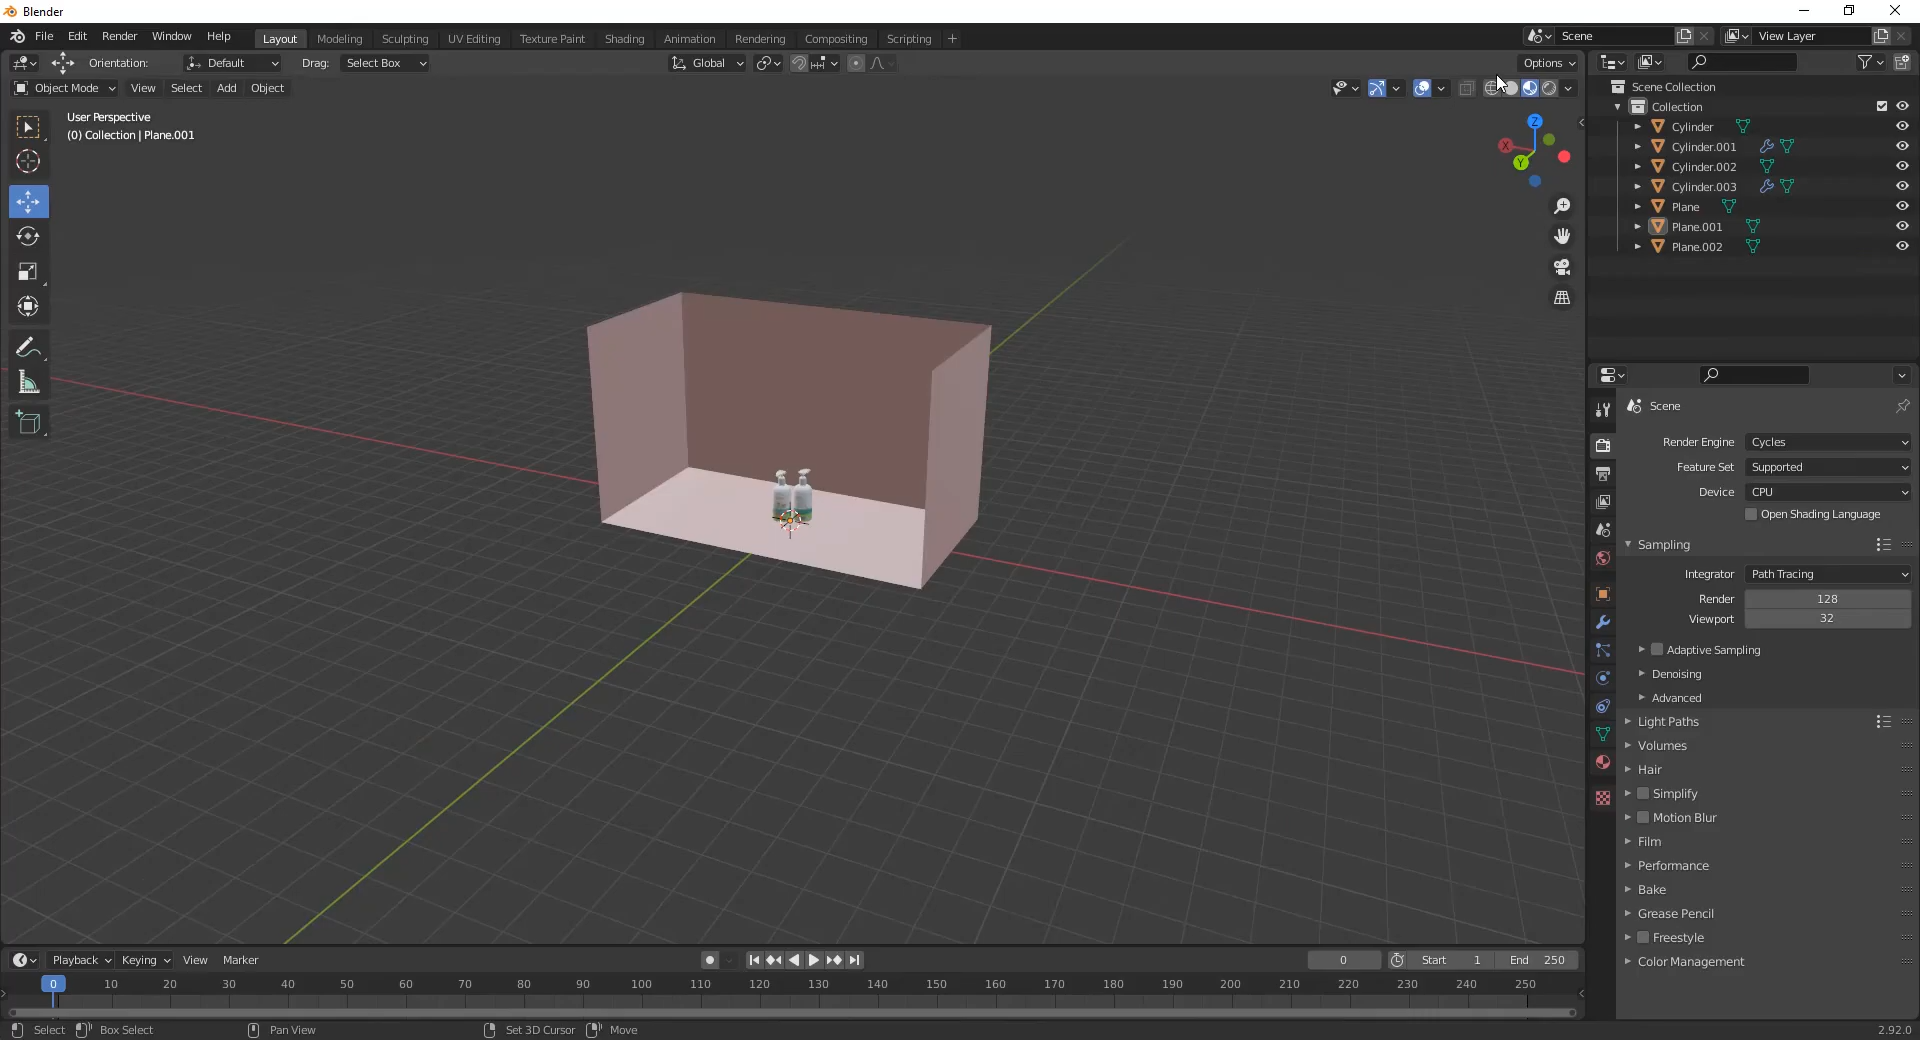 Blender
File Edit Render Window Help Layout Modeling Sculpting UV Editing Texture Paint Shading Animation Rendering Compositing Scripting + Scene View Layer
Orientation: Default Drag: Select Box Global Options
Object Mode View Select Add Object
User Perspective
(0) Collection | Plane.001
Z
X
Y
Scene Collection
Collection
Cylinder
Cylinder.001
Cylinder.002
Cylinder.003
Plane
Plane.001
Plane.002
Scene
Render Engine Cycles
Feature Set Supported
Device CPU
Open Shading Language
Sampling
Integrator Path Tracing
Render 128
Viewport 32
Adaptive Sampling
Denoising
Advanced
Light Paths
Volumes
Hair
Simplify
Motion Blur
Film
Performance
Bake
Grease Pencil
Freestyle
Color Management
Playback Keying View Marker 0 Start 1 End 250
0 10 20 30 40 50 60 70 80 90 100 110 120 130 140 150 160 170 180 190 200 210 220 230 240 250
Select Box Select Pan View Set 3D Cursor Move 2.92.0